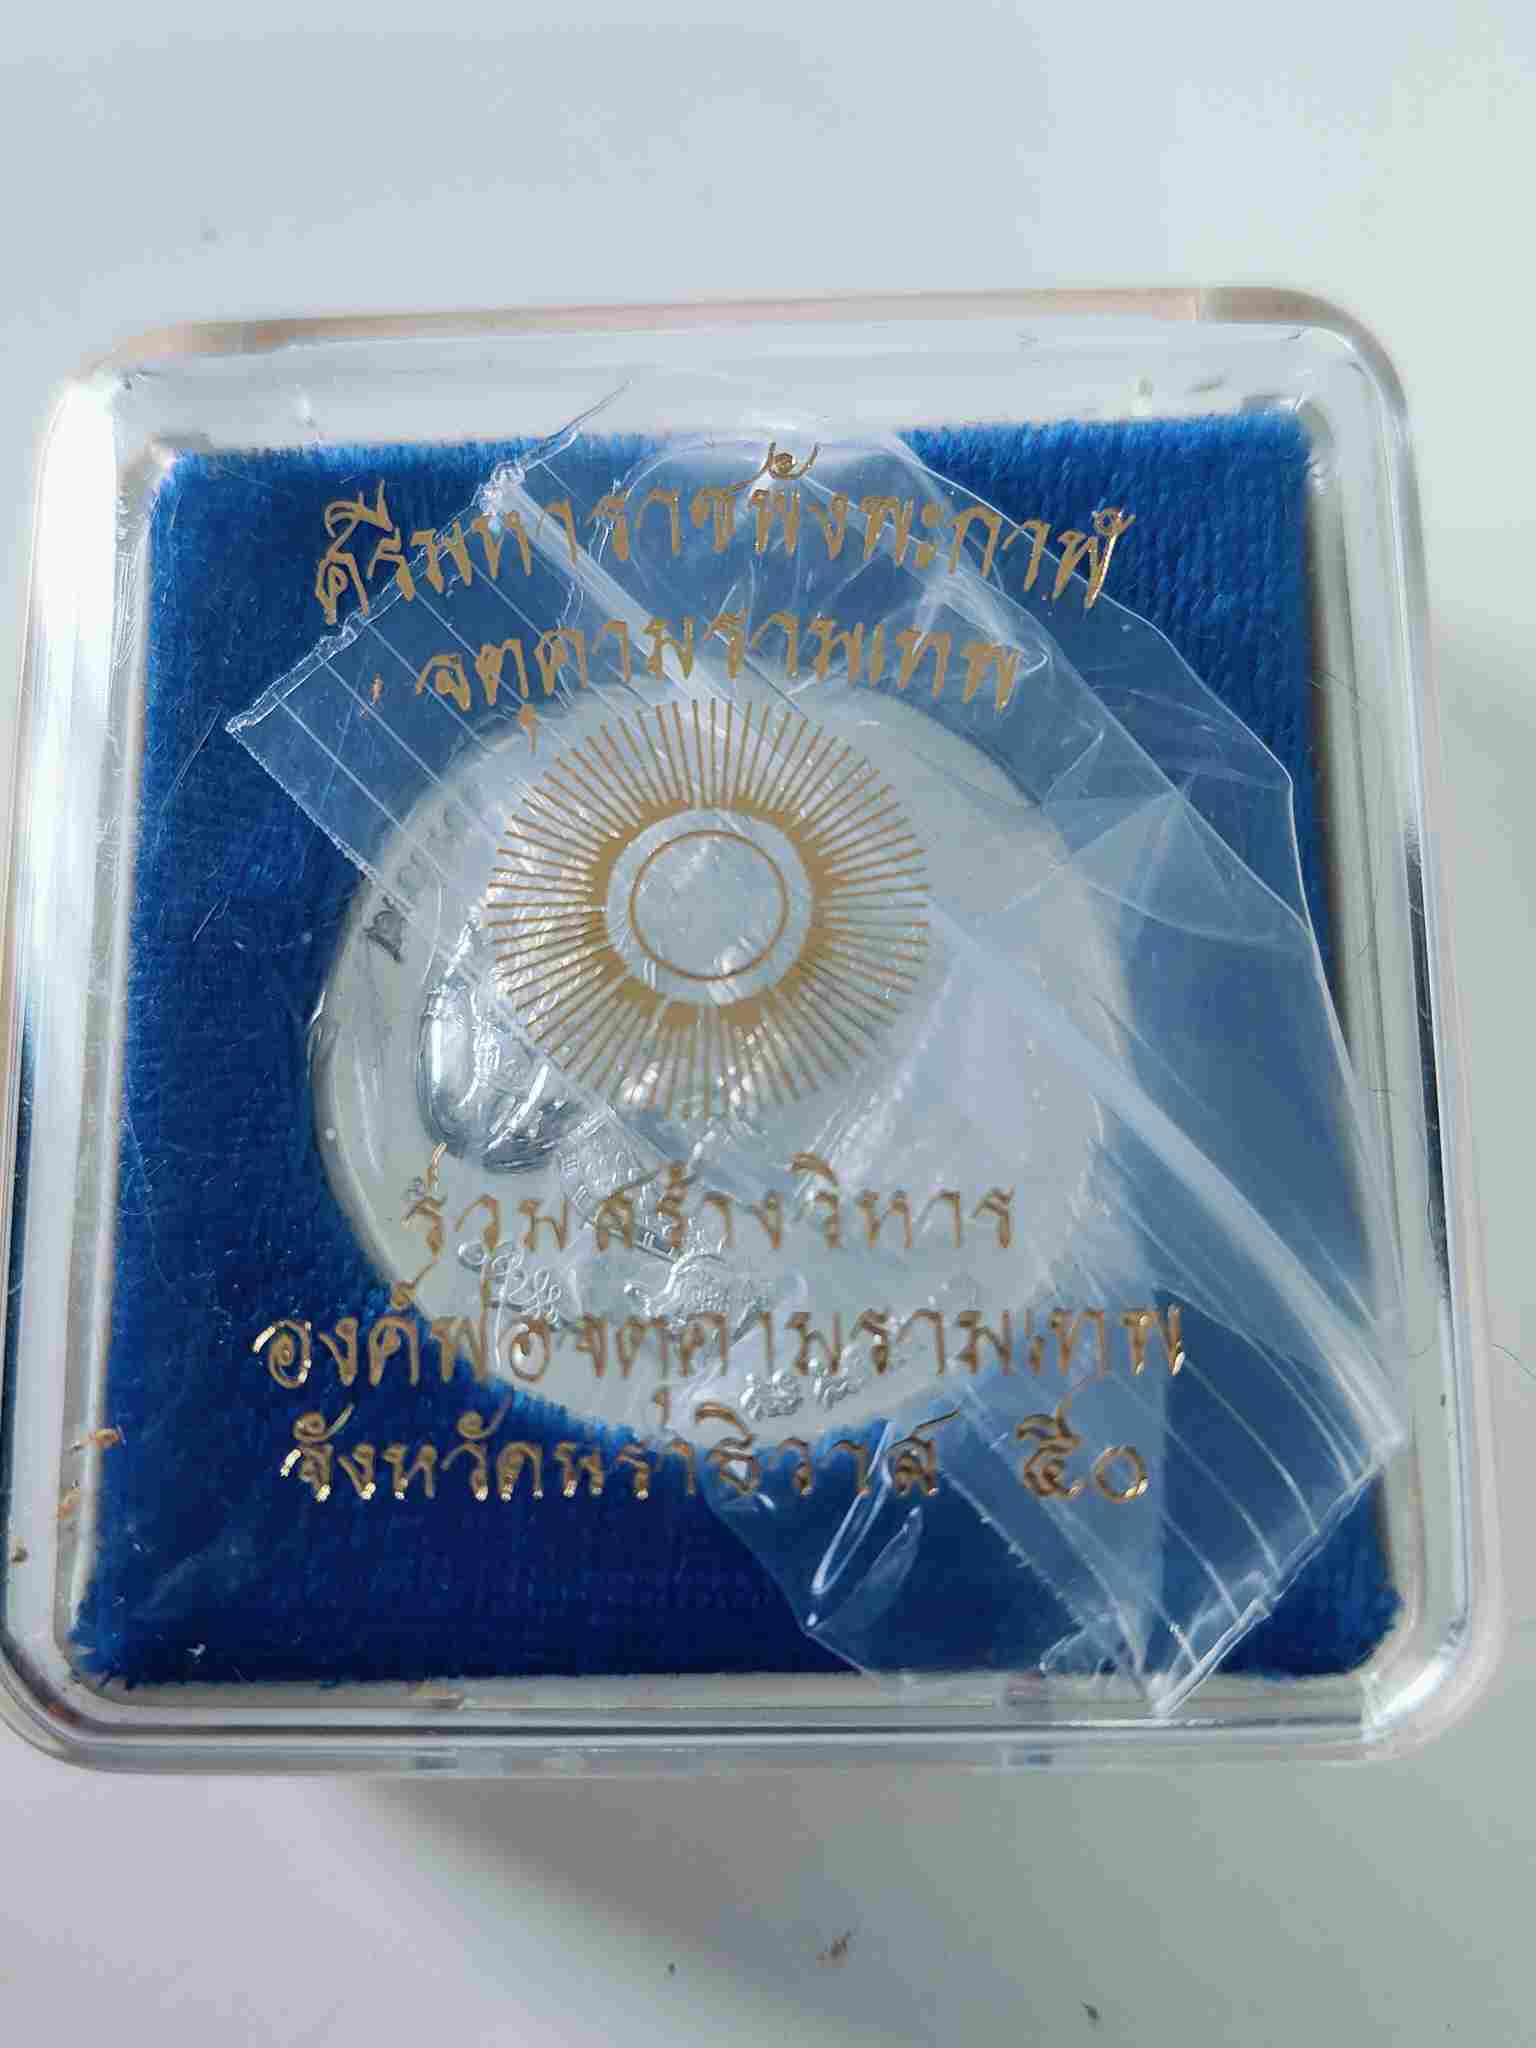 ศรีมหาราชพังพะกาฬ
จตุคามรามเทพ
ร่วมสร้างวิหาร
องค์พ่อจตุคามรามเทพ
จังหวัดนราธิวาส ๕๐